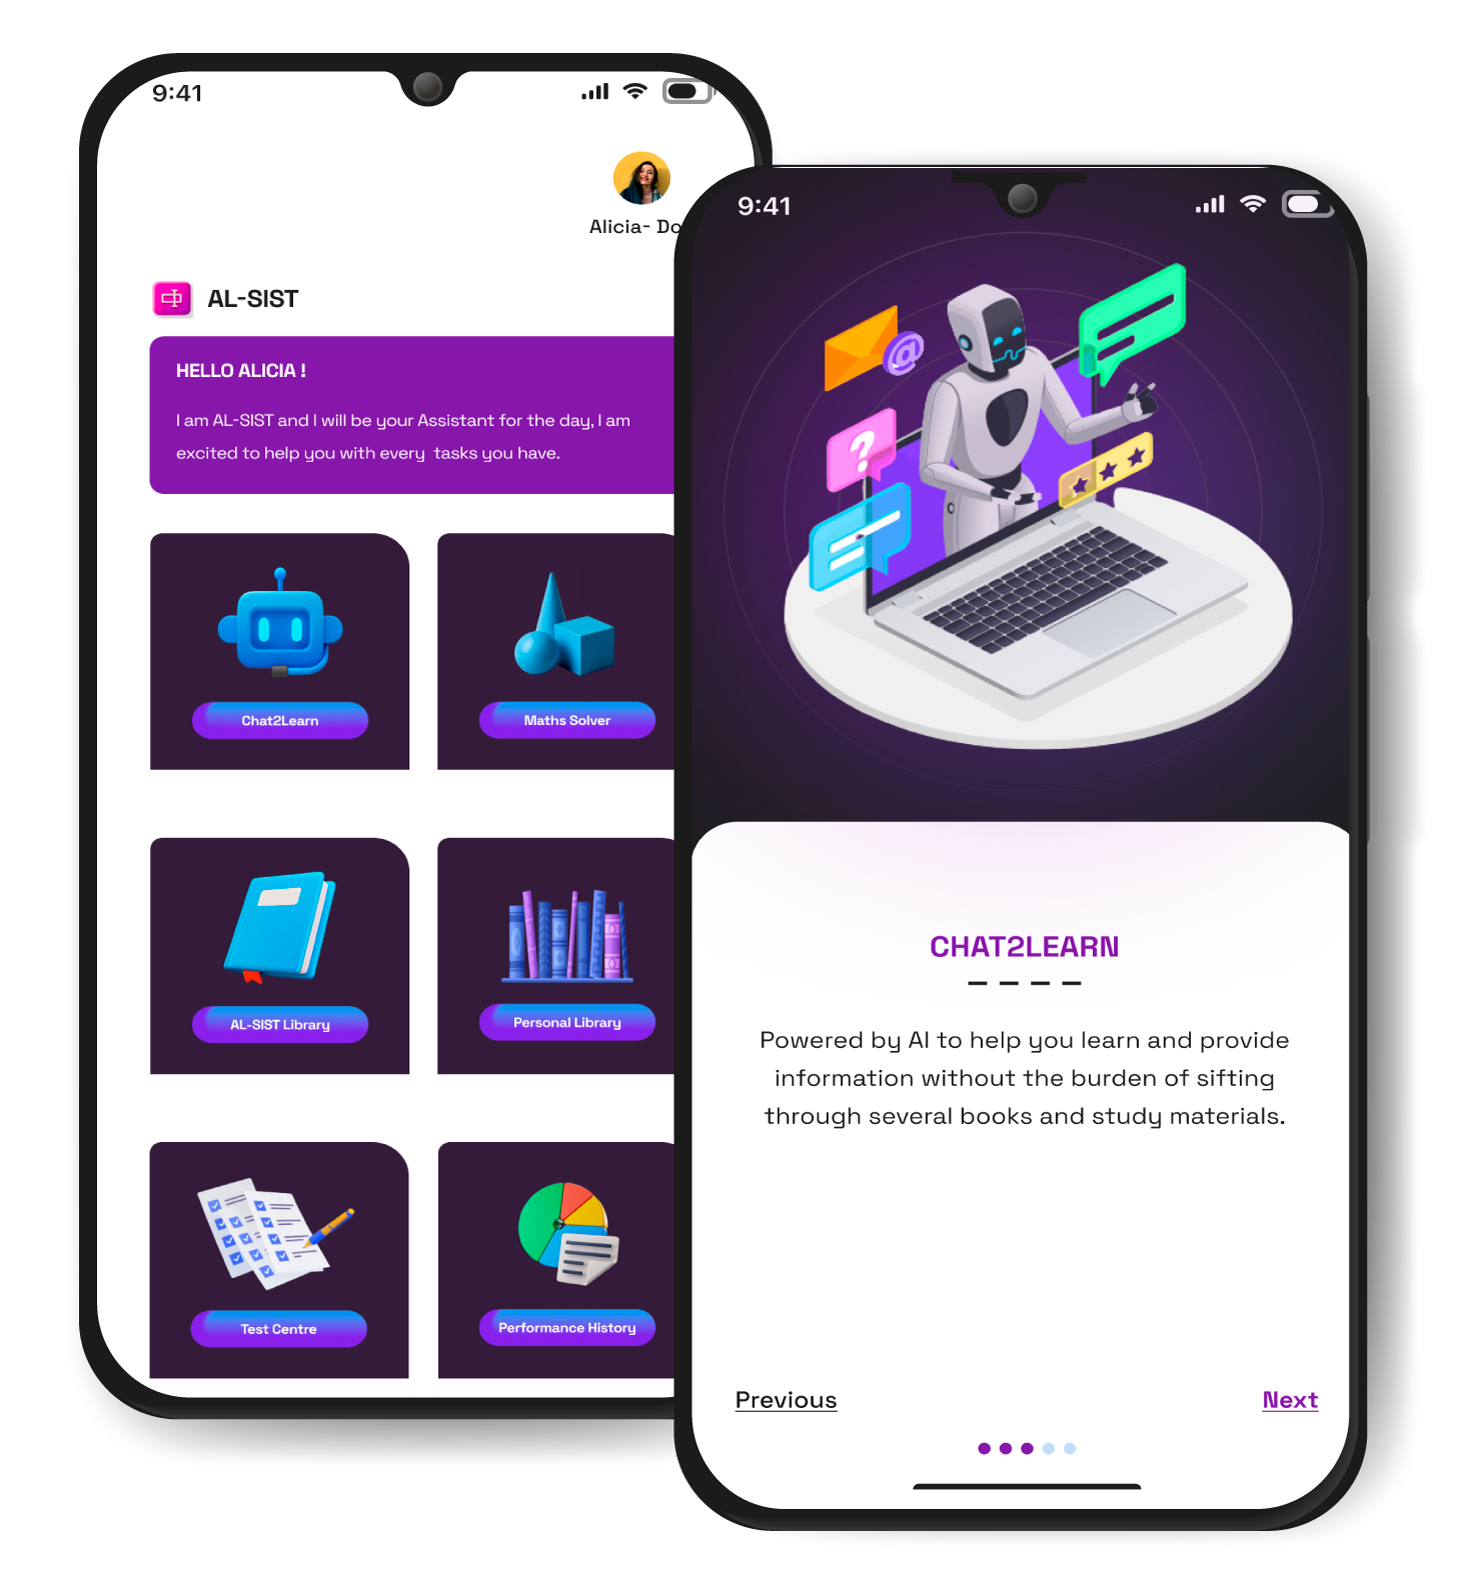 9:41
Alicia- Do
AL-SIST
HELLO ALICIA !
I am AL-SIST and I will be your Assistant for the day, I am
excited to help you with every tasks you have.
Chat2Learn
Maths Solver
AL-SIST Library
Personal Library
Test Centre
Performance History
9:41
@
?
CHAT2LEARN
Powered by AI to help you learn and provide
information without the burden of sifting
through several books and study materials.
Previous
Next